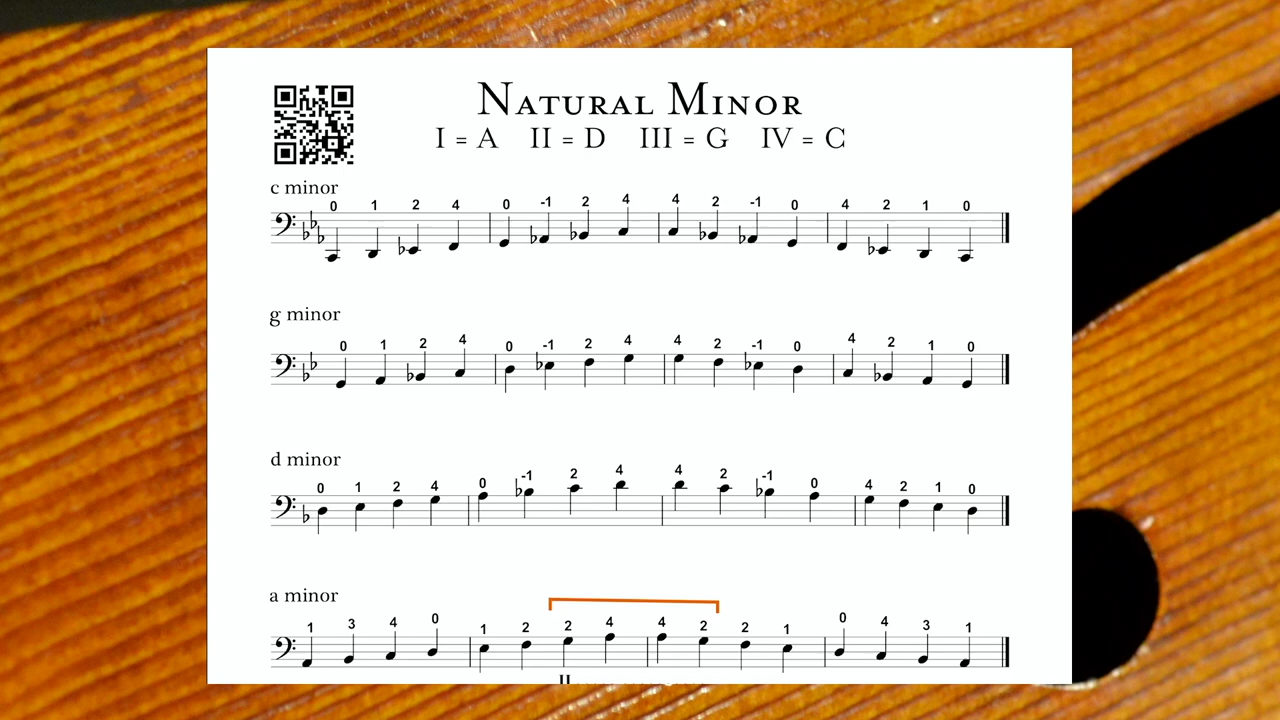 NATURAL MINOR
I = A II = D III = G IV = C
c minor
0 1 2 4 0 -1 2 4 4 2 -1 0 4 2 1 0
g minor
0 1 2 4 0 -1 2 4 4 2 -1 0 4 2 1 0
d minor
0 1 2 4 0 -1 2 4 4 2 -1 0 4 2 1 0
a minor
1 3 4 0 1 2 2 4 4 2 2 1 0 4 3 1
II